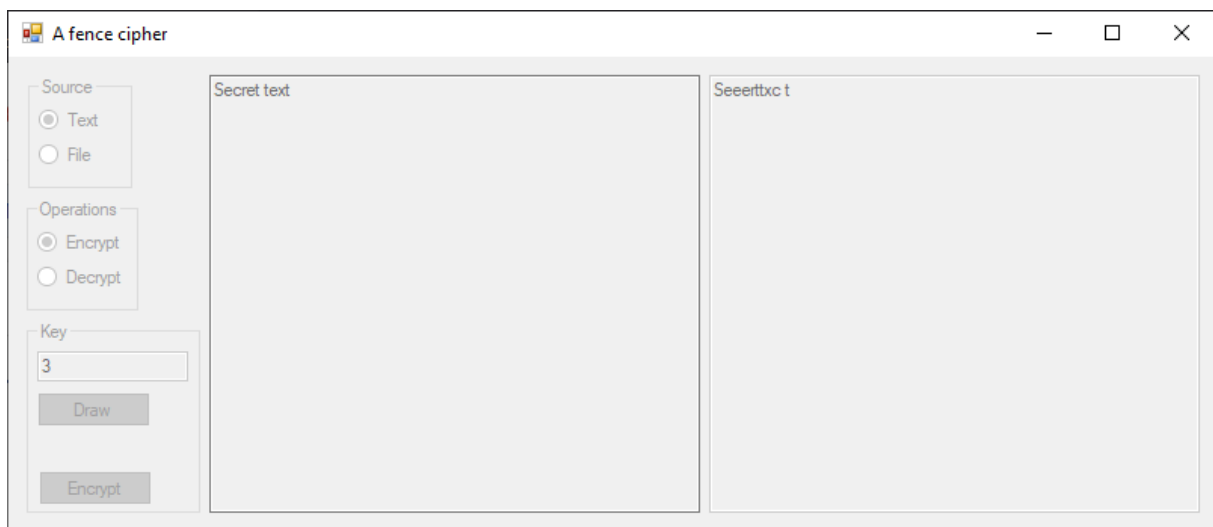 A fence cipher
Source
Text
File
Operations
Encrypt
Decrypt
Key
3
Draw
Encrypt
Secret text
Seeerttxc t